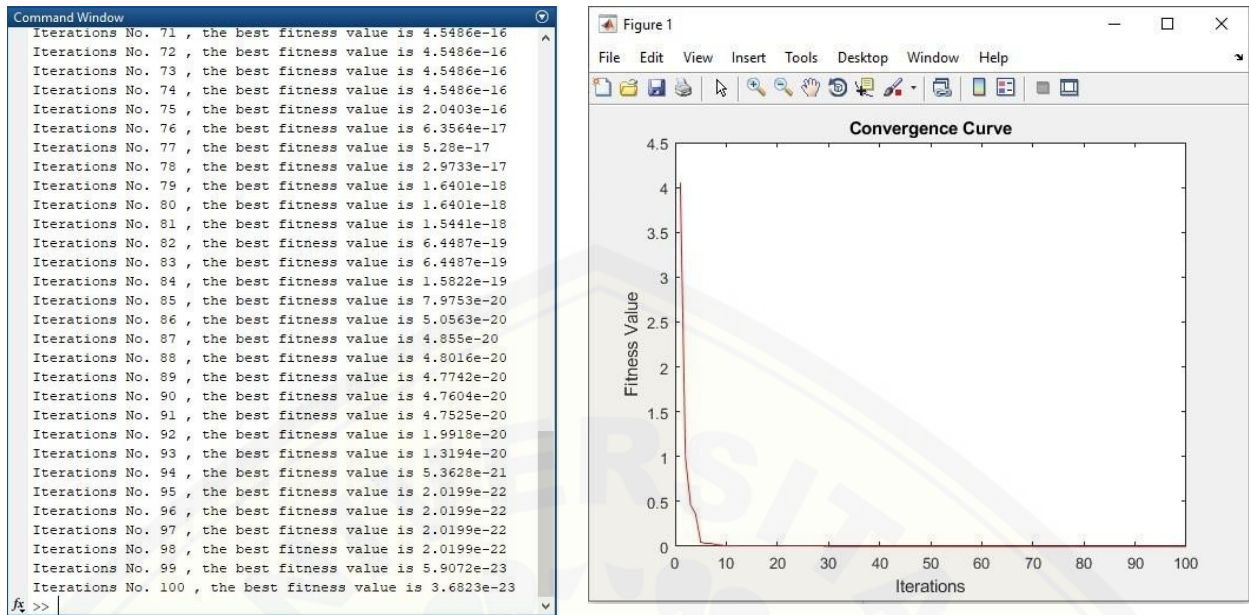 Command Window
Iterations No. 71 , the best fitness value is 4.5486e-16
Iterations No. 72 , the best fitness value is 4.5486e-16
Iterations No. 73 , the best fitness value is 4.5486e-16
Iterations No. 74 , the best fitness value is 4.5486e-16
Iterations No. 75 , the best fitness value is 2.0403e-16
Iterations No. 76 , the best fitness value is 6.3564e-17
Iterations No. 77 , the best fitness value is 5.28e-17
Iterations No. 78 , the best fitness value is 2.9733e-17
Iterations No. 79 , the best fitness value is 1.6401e-18
Iterations No. 80 , the best fitness value is 1.6401e-18
Iterations No. 81 , the best fitness value is 1.5441e-18
Iterations No. 82 , the best fitness value is 6.4487e-19
Iterations No. 83 , the best fitness value is 6.4487e-19
Iterations No. 84 , the best fitness value is 1.5822e-19
Iterations No. 85 , the best fitness value is 7.9753e-20
Iterations No. 86 , the best fitness value is 5.0563e-20
Iterations No. 87 , the best fitness value is 4.855e-20
Iterations No. 88 , the best fitness value is 4.8016e-20
Iterations No. 89 , the best fitness value is 4.7742e-20
Iterations No. 90 , the best fitness value is 4.7604e-20
Iterations No. 91 , the best fitness value is 4.7525e-20
Iterations No. 92 , the best fitness value is 1.9918e-20
Iterations No. 93 , the best fitness value is 1.3194e-20
Iterations No. 94 , the best fitness value is 5.3628e-21
Iterations No. 95 , the best fitness value is 2.0199e-22
Iterations No. 96 , the best fitness value is 2.0199e-22
Iterations No. 97 , the best fitness value is 2.0199e-22
Iterations No. 98 , the best fitness value is 2.0199e-22
Iterations No. 99 , the best fitness value is 5.9072e-23
Iterations No. 100 , the best fitness value is 3.6823e-23
fx >>
Figure 1
File Edit View Insert Tools Desktop Window Help
Convergence Curve
4.5
4
3.5
3
2.5
2
1.5
1
0.5
0
Fitness Value
0 10 20 30 40 50 60 70 80 90 100
Iterations
ERSIT